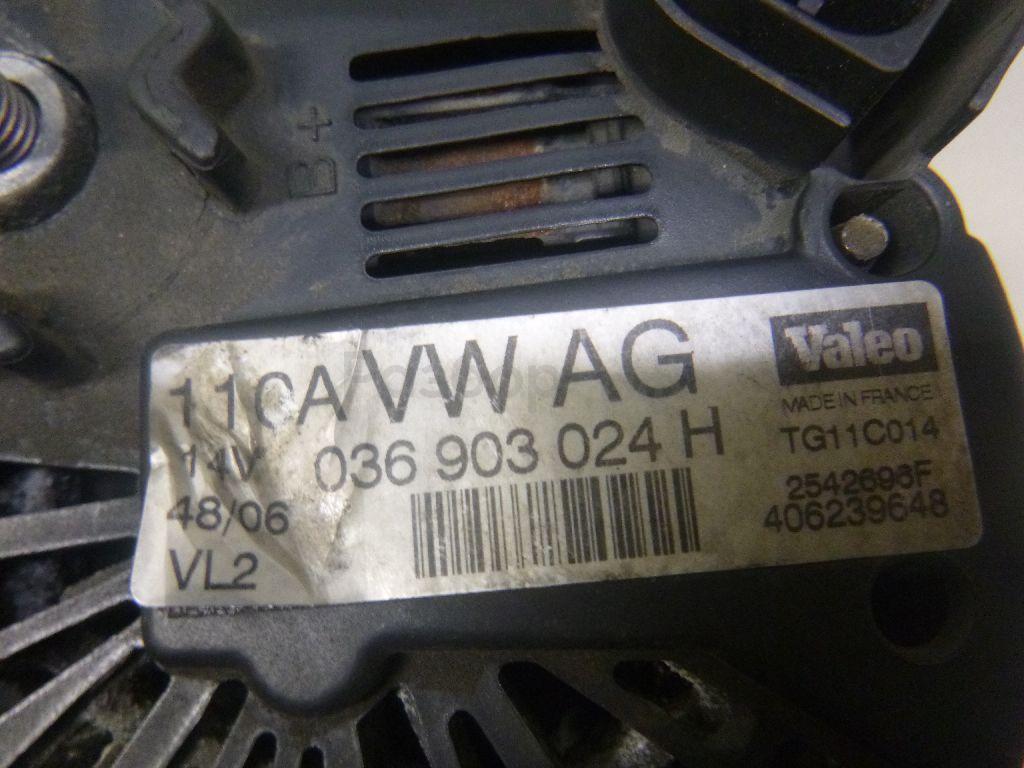 B+
Valeo
110A VW AG
MADE IN FRANCE
14V 036 903 024 H
TG11C014
48/06
2542696F
406239648
VL2